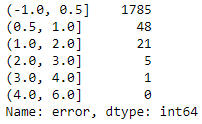 (-1.0, 0.5]    1785
(0.5, 1.0]       48
(1.0, 2.0]       21
(2.0, 3.0]        5
(3.0, 4.0]        1
(4.0, 6.0]        0
Name: error, dtype: int64